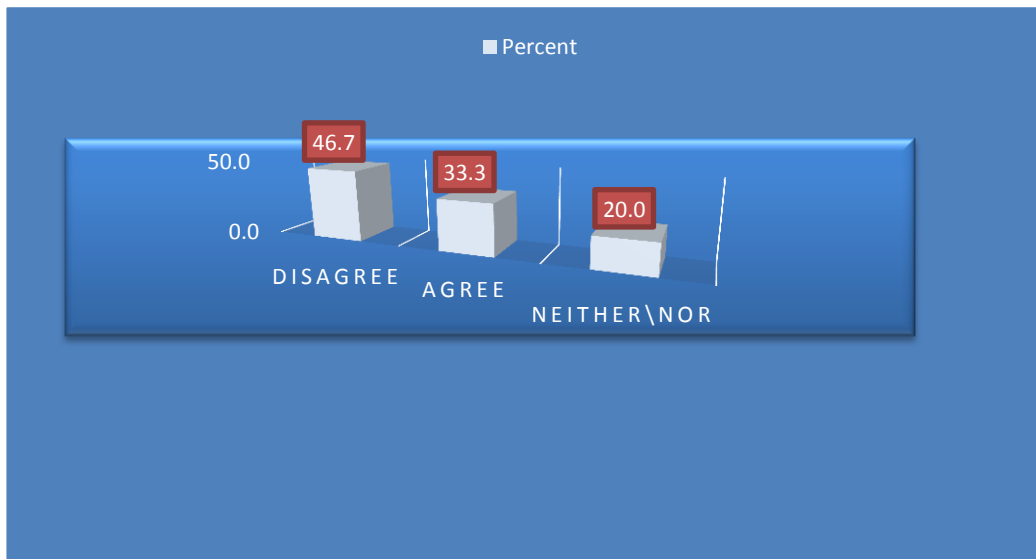 Percent
46.7
50.0
33.3
20.0
0.0
DISAGREE
AGREE
NEITHER\NOR